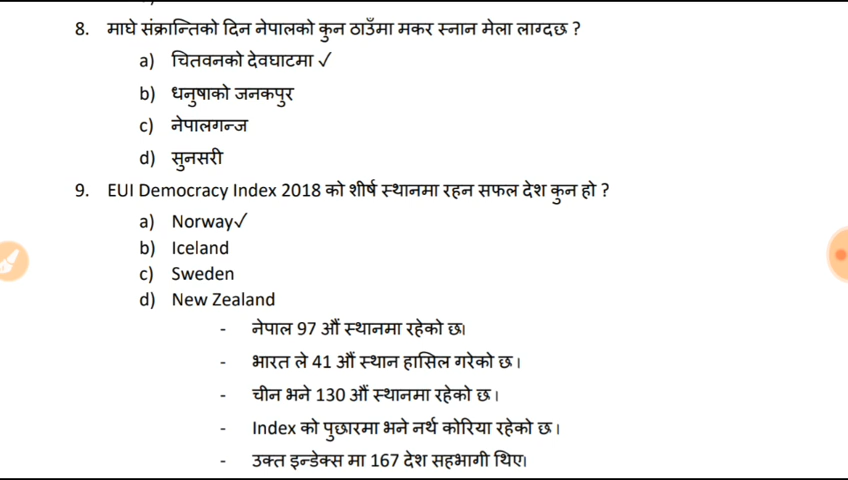 8. माघे संक्रान्तिको दिन नेपालको कुन ठाउँमा मकर स्नान मेला लाग्दछ ?
a) चितवनको देवघाटमा ✓
b) धनुषाको जनकपुर
c) नेपालगन्ज
d) सुनसरी
9. EUI Democracy Index 2018 को शीर्ष स्थानमा रहन सफल देश कुन हो ?
a) Norway✓
b) Iceland
c) Sweden
d) New Zealand
- नेपाल 97 औं स्थानमा रहेको छ।
- भारत ले 41 औं स्थान हासिल गरेको छ ।
- चीन भने 130 औं स्थानमा रहेको छ ।
- Index को पुछारमा भने नर्थ कोरिया रहेको छ ।
- उक्त इन्डेक्स मा 167 देश सहभागी थिए।